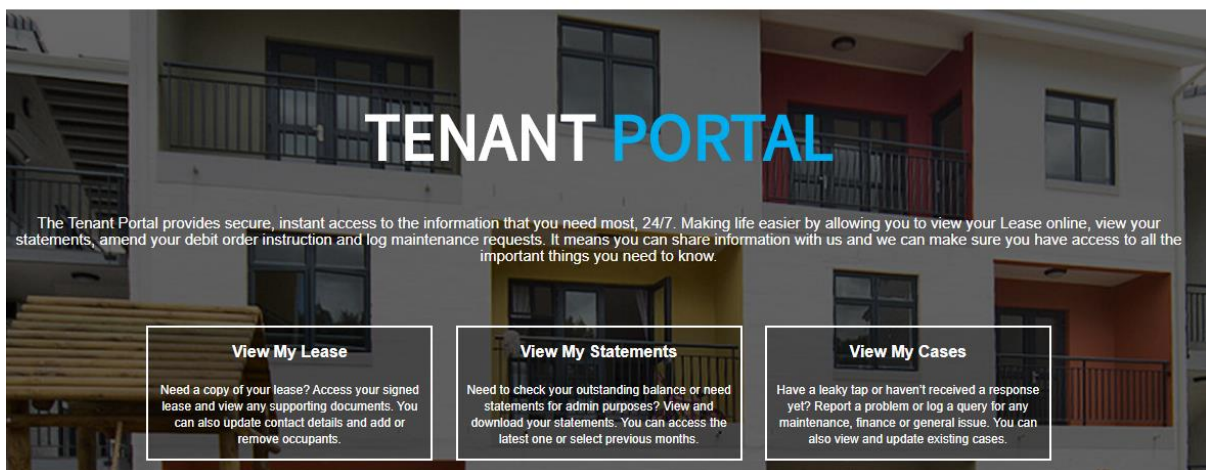 TENANT PORTAL
The Tenant Portal provides secure, instant access to the information that you need most, 24/7. Making life easier by allowing you to view your Lease online, view your
statements, amend your debit order instruction and log maintenance requests. It means you can share information with us and we can make sure you have access to all the
important things you need to know.
View My Lease
Need a copy of your lease? Access your signed
lease and view any supporting documents. You
can also update contact details and add or
remove occupants.
View My Statements
Need to check your outstanding balance or need
statements for admin purposes? View and
download your statements. You can access the
latest one or select previous months.
View My Cases
Have a leaky tap or haven't received a response
yet? Report a problem or log a query for any
maintenance, finance or general issue. You can
also view and update existing cases.